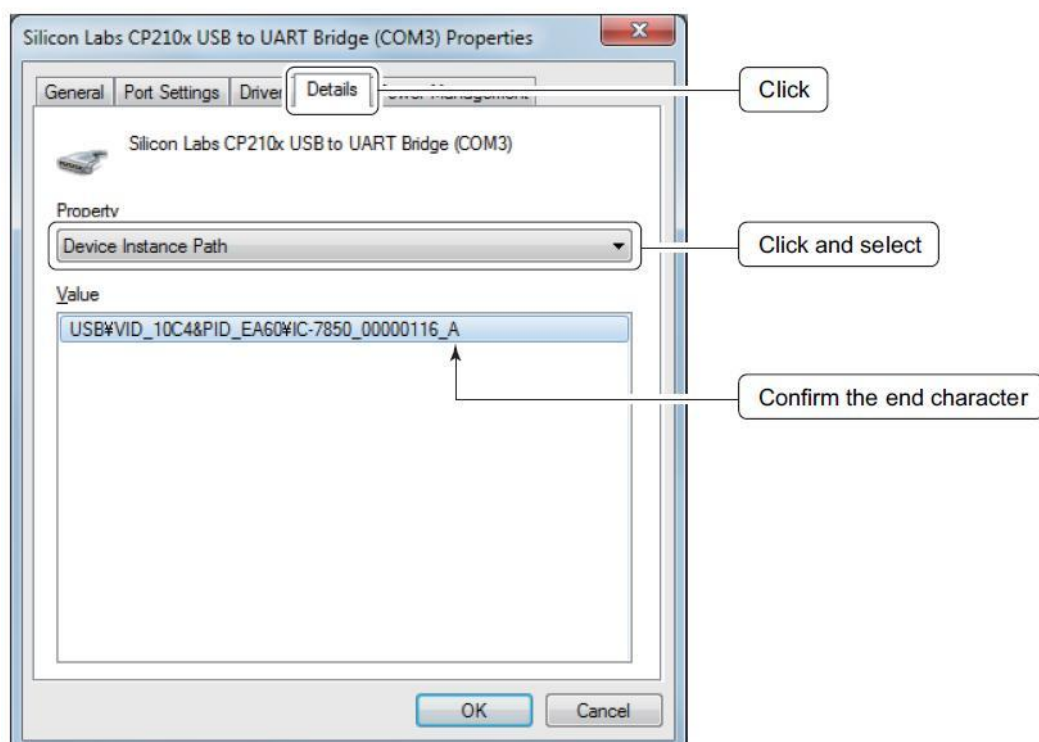 Silicon Labs CP210x USB to UART Bridge (COM3) Properties
General Port Settings Driver Details Power Management
Click
Silicon Labs CP210x USB to UART Bridge (COM3)
Property
Device Instance Path
Click and select
Value
USB¥VID_10C4&PID_EA60¥IC-7850_00000116_A
Confirm the end character
OK Cancel